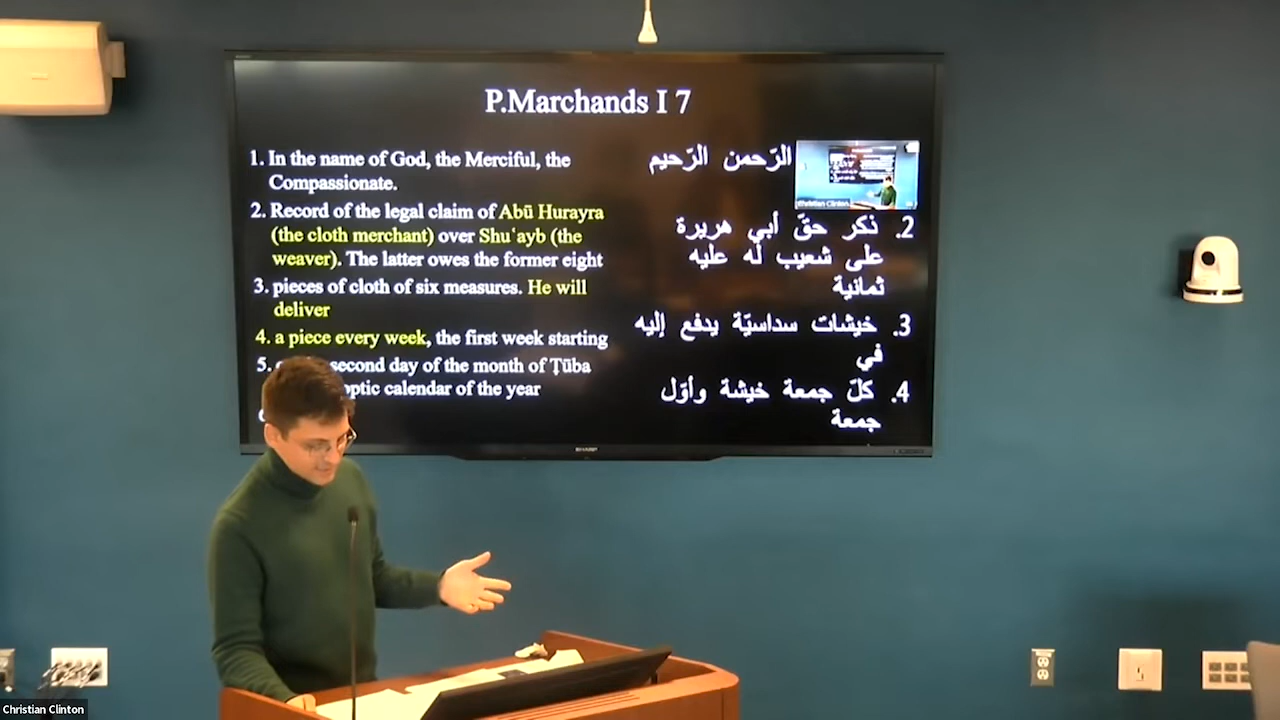 P.Marchands I 7
1. In the name of God, the Merciful, the
Compassionate.
2. Record of the legal claim of Abū Hurayra
(the cloth merchant) over Shuʿayb (the
weaver). The latter owes the former eight
3. pieces of cloth of six measures. He will
deliver
4. a piece every week, the first week starting
5. second day of the month of Ṭūba
optic calendar of the year
الرّحمن الرّحيم
2. ذكر حقّ أبي هريرة
على شعيب له عليه
ثمانية
3. خيشات سداسيّة يدفع إليه
في
4. كلّ جمعة خيشة وأوّل
جمعة
Christian Clinton
SHARP
Christian Clinton